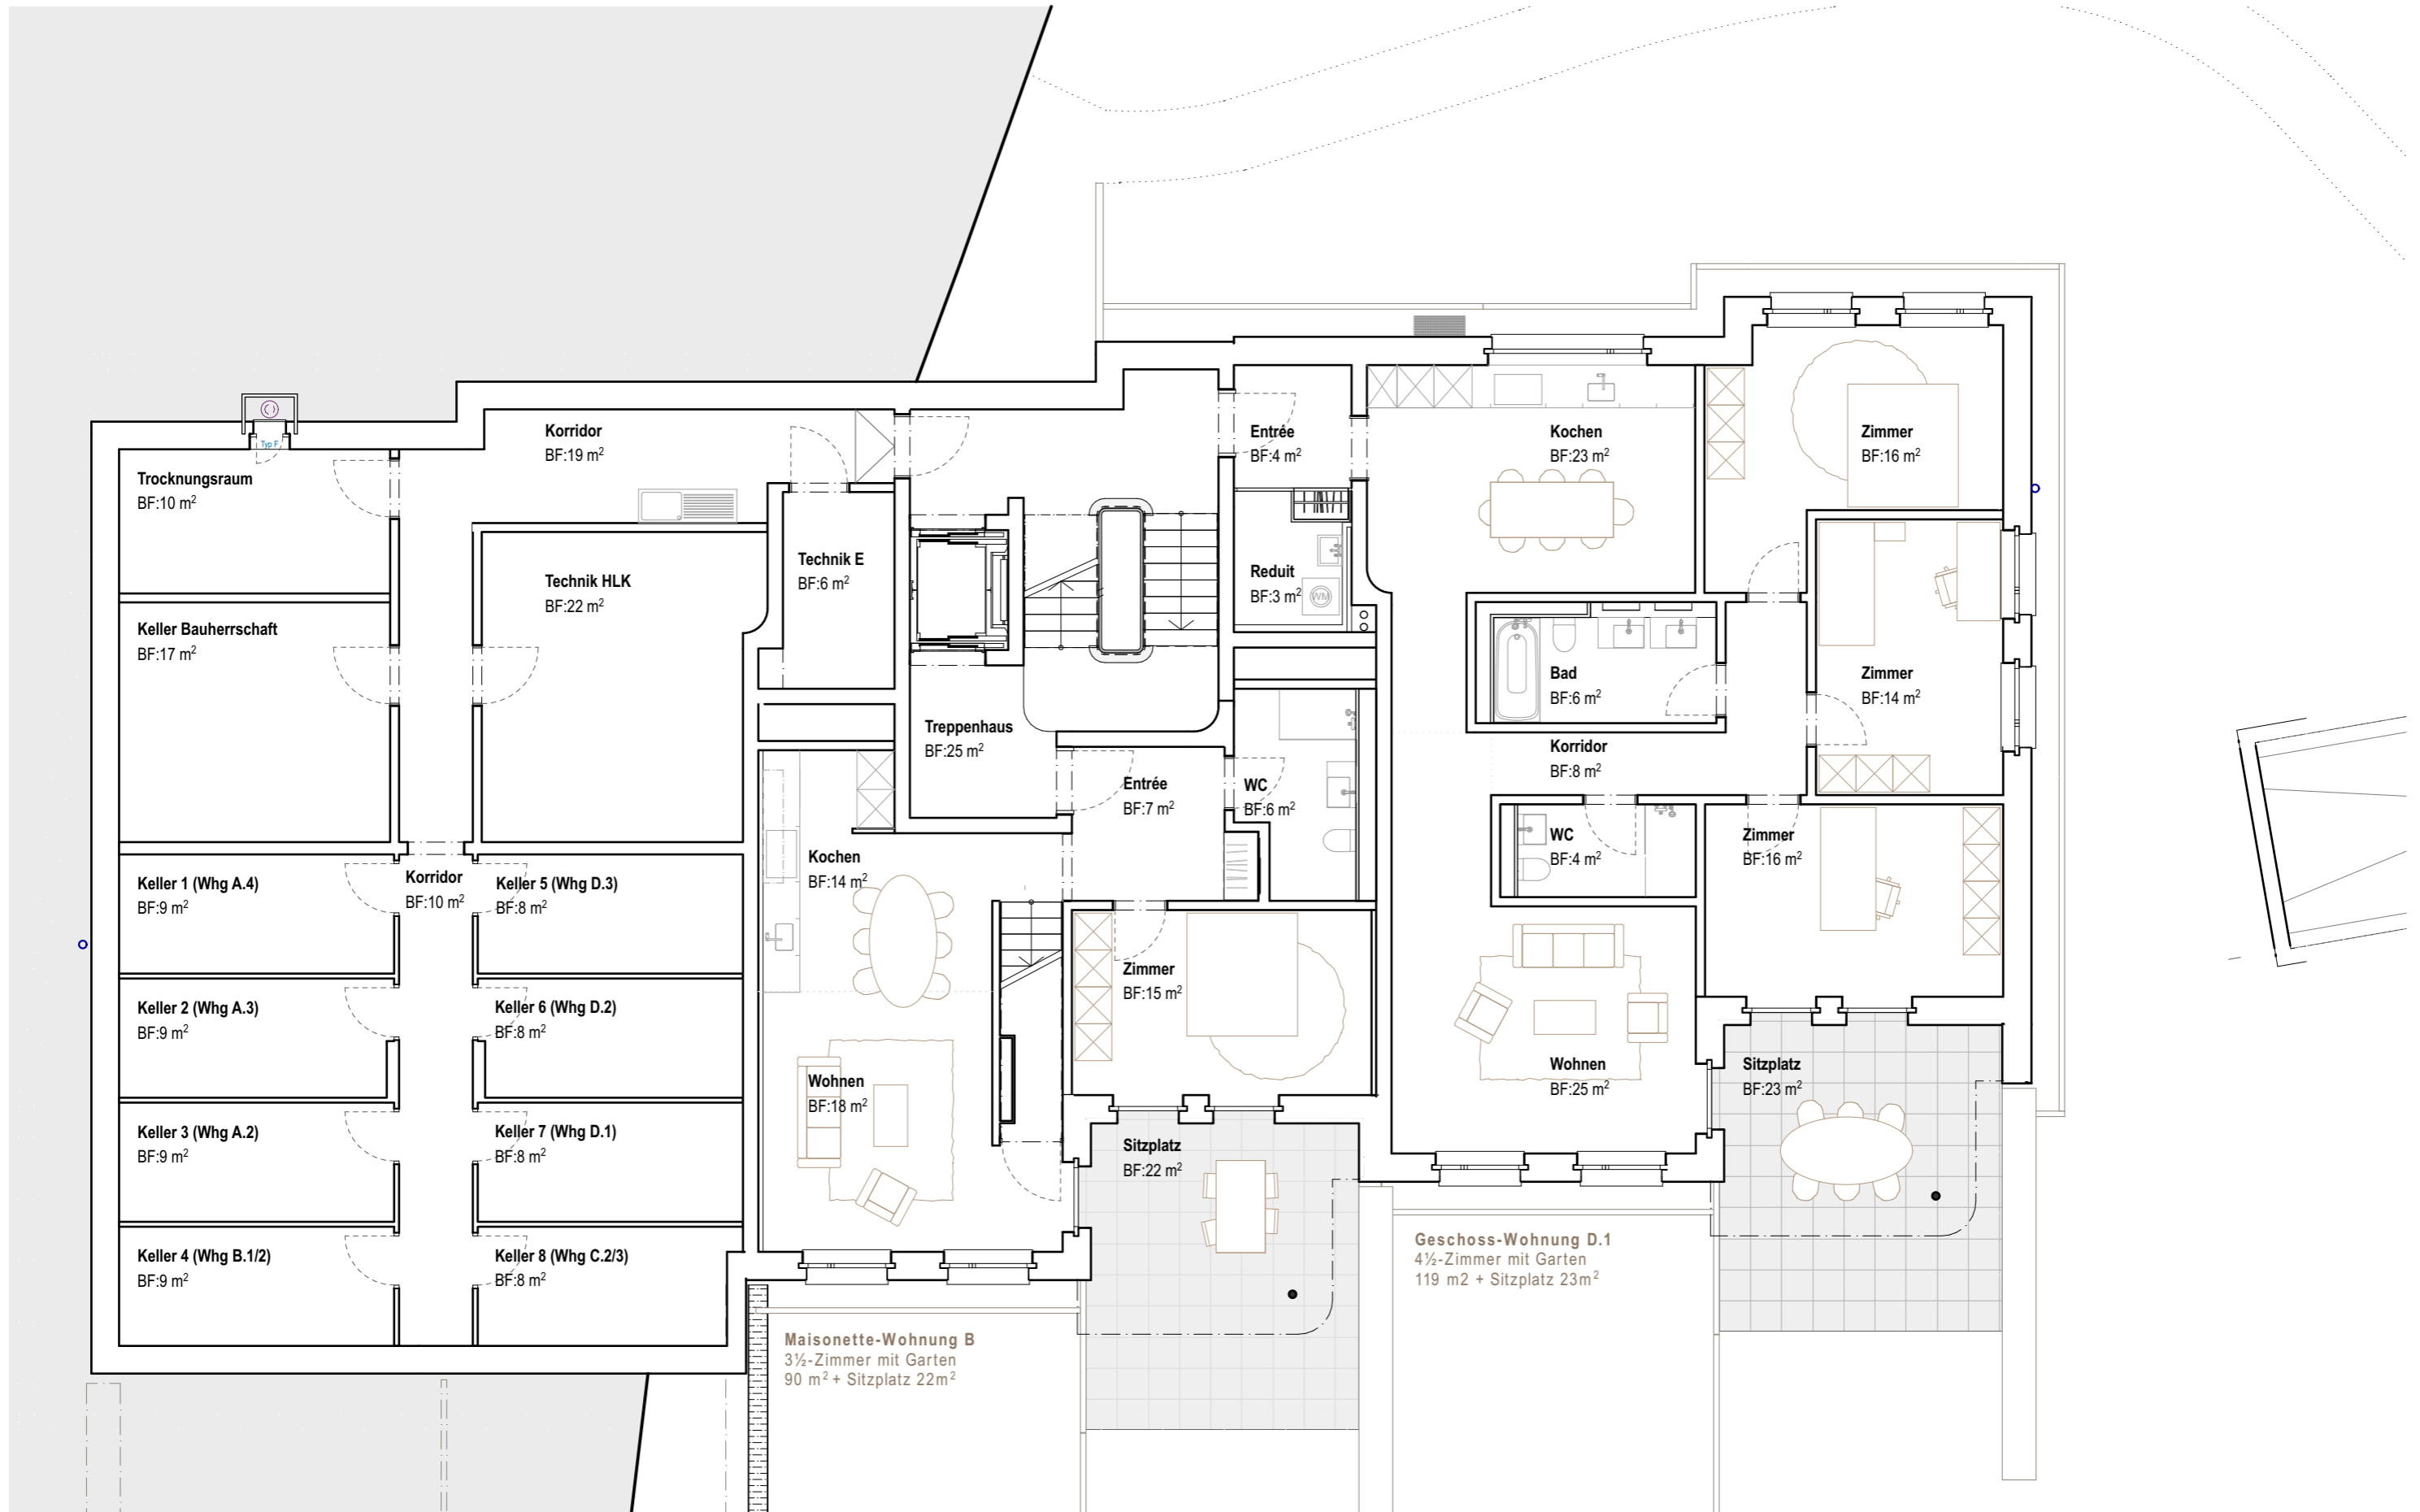 Typ F
Trocknungsraum
BF:10 m²
Korridor
BF:19 m²
Keller Bauherrschaft
BF:17 m²
Technik HLK
BF:22 m²
Technik E
BF:6 m²
Treppenhaus
BF:25 m²
Entrée
BF:4 m²
Reduit
BF:3 m²
WM
Kochen
BF:23 m²
Zimmer
BF:16 m²
Zimmer
BF:14 m²
Bad
BF:6 m²
Korridor
BF:8 m²
WC
BF:4 m²
Zimmer
BF:16 m²
Entrée
BF:7 m²
WC
BF:6 m²
Kochen
BF:14 m²
Keller 1 (Whg A.4)
BF:9 m²
Korridor
BF:10 m²
Keller 5 (Whg D.3)
BF:8 m²
Keller 2 (Whg A.3)
BF:9 m²
Keller 6 (Whg D.2)
BF:8 m²
Zimmer
BF:15 m²
Wohnen
BF:18 m²
Wohnen
BF:25 m²
Sitzplatz
BF:23 m²
Keller 3 (Whg A.2)
BF:9 m²
Keller 7 (Whg D.1)
BF:8 m²
Sitzplatz
BF:22 m²
Keller 4 (Whg B.1/2)
BF:9 m²
Keller 8 (Whg C.2/3)
BF:8 m²
Geschoss-Wohnung D.1
4½-Zimmer mit Garten
119 m2 + Sitzplatz 23m²
Maisonette-Wohnung B
3½-Zimmer mit Garten
90 m² + Sitzplatz 22m²